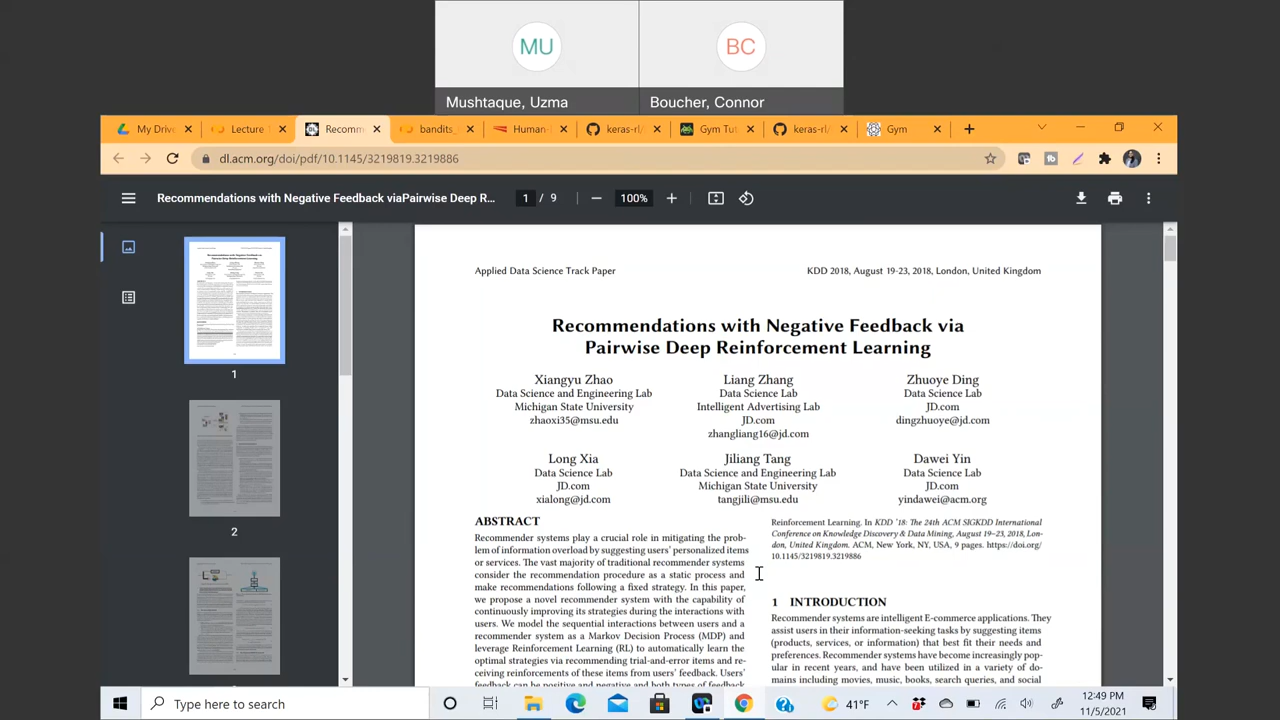 MU
BC
Mushtaque, Uzma
Boucher, Connor
My Drive
Lecture
Recomm
bandits_
Human-
keras-rl/
Gym Tut
keras-rl/
Gym
dl.acm.org/doi/pdf/10.1145/3219819.3219886
Recommendations with Negative Feedback viaPairwise Deep R...
1 / 9
100%
Applied Data Science Track Paper
KDD 2018, August 19-23, 2018, London, United Kingdom
Recommendations with Negative Feedback via
Pairwise Deep Reinforcement Learning
Xiangyu Zhao
Data Science and Engineering Lab
Michigan State University
zhaoxi35@msu.edu
Liang Zhang
Data Science Lab
Intelligent Advertising Lab
JD.com
zhangliang16@jd.com
Zhuoye Ding
Data Science Lab
JD.com
dingzhuoye@jd.com
Long Xia
Data Science Lab
JD.com
xialong@jd.com
Jiliang Tang
Data Science and Engineering Lab
Michigan State University
tangjili@msu.edu
Dawei Yin
Data Science Lab
JD.com
yindawei@acm.org
ABSTRACT
Recommender systems play a crucial role in mitigating the prob-
lem of information overload by suggesting users' personalized items
or services. The vast majority of traditional recommender systems
consider the recommendation procedure as a static process and
make recommendations following a fixed strategy. In this paper,
we propose a novel recommender system with the capability of
continuously improving its strategies during the interactions with
users. We model the sequential interactions between users and a
recommender system as a Markov Decision Process (MDP) and
leverage Reinforcement Learning (RL) to automatically learn the
optimal strategies via recommending trial-and-error items and re-
ceiving reinforcements of these items from users' feedback. Users'
feedback can be positive and negative and both types of feedback
Reinforcement Learning. In KDD '18: The 24th ACM SIGKDD International
Conference on Knowledge Discovery & Data Mining, August 19–23, 2018, Lon-
don, United Kingdom. ACM, New York, NY, USA, 9 pages. https://doi.org/
10.1145/3219819.3219886
1 INTRODUCTION
Recommender systems are intelligent E-commerce applications. They
assist users in their information-seeking tasks by suggesting items
(products, services, or information) that best fit their needs and
preferences. Recommender systems have become increasingly pop-
ular in recent years, and have been utilized in a variety of do-
mains including movies, music, books, search queries, and social
1
2
Type here to search
41°F
12:49 PM
11/5/2021